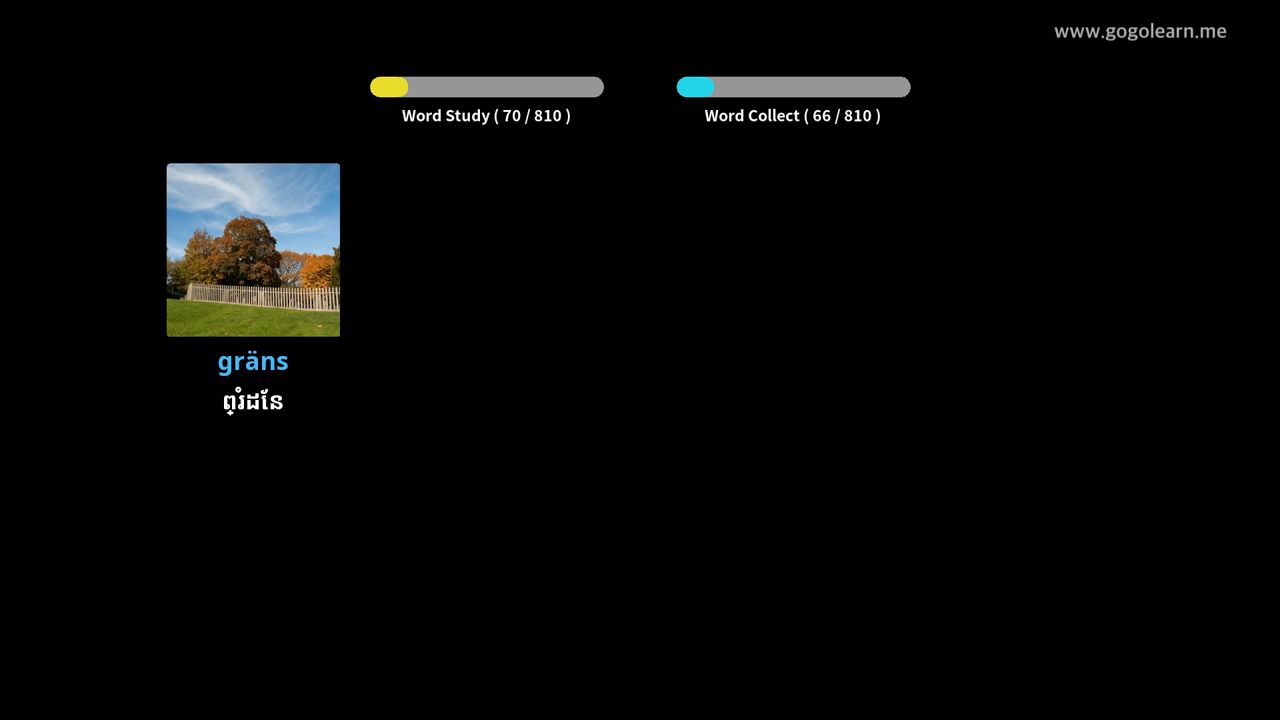 www.gogolearn.me
Word Study ( 70 / 810 )
Word Collect ( 66 / 810 )
gräns
ព្រំដែន